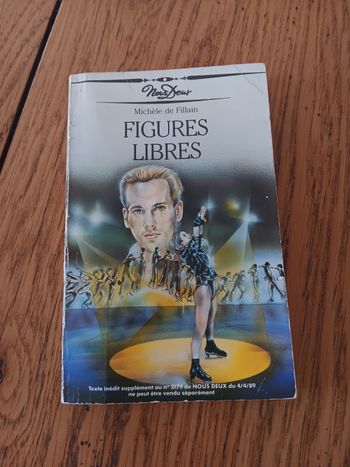 Nous Deux
Michèle de Fillain
FIGURES
LIBRES
Texte inédit supplément au n° 2179 de NOUS DEUX du 4/4/89
ne peut être vendu séparément